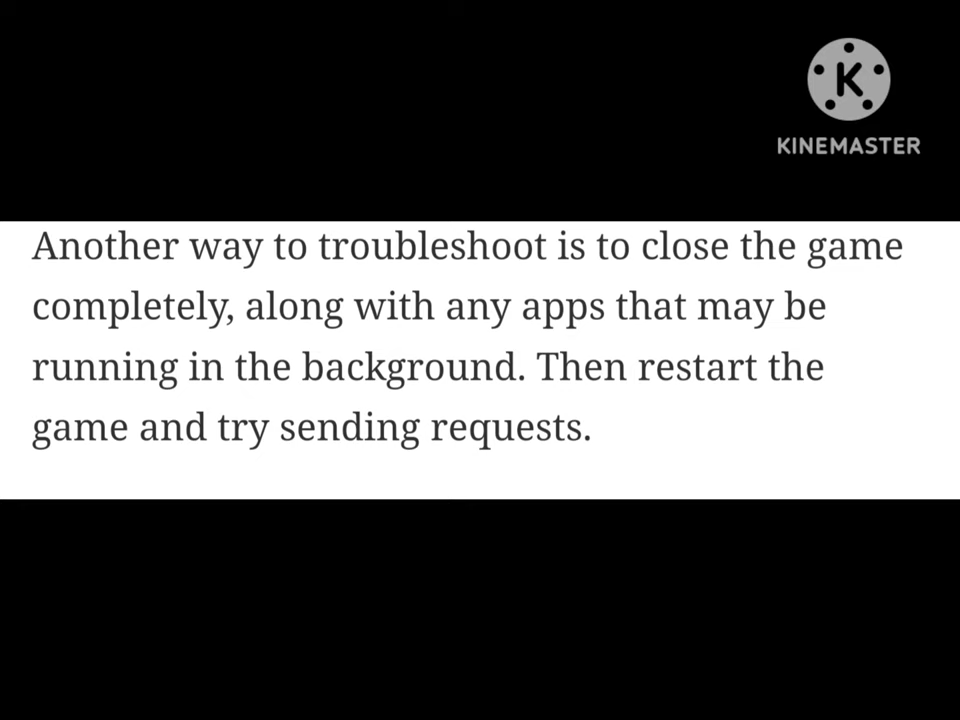 K
KINEMASTER
Another way to troubleshoot is to close the game
completely, along with any apps that may be
running in the background. Then restart the
game and try sending requests.